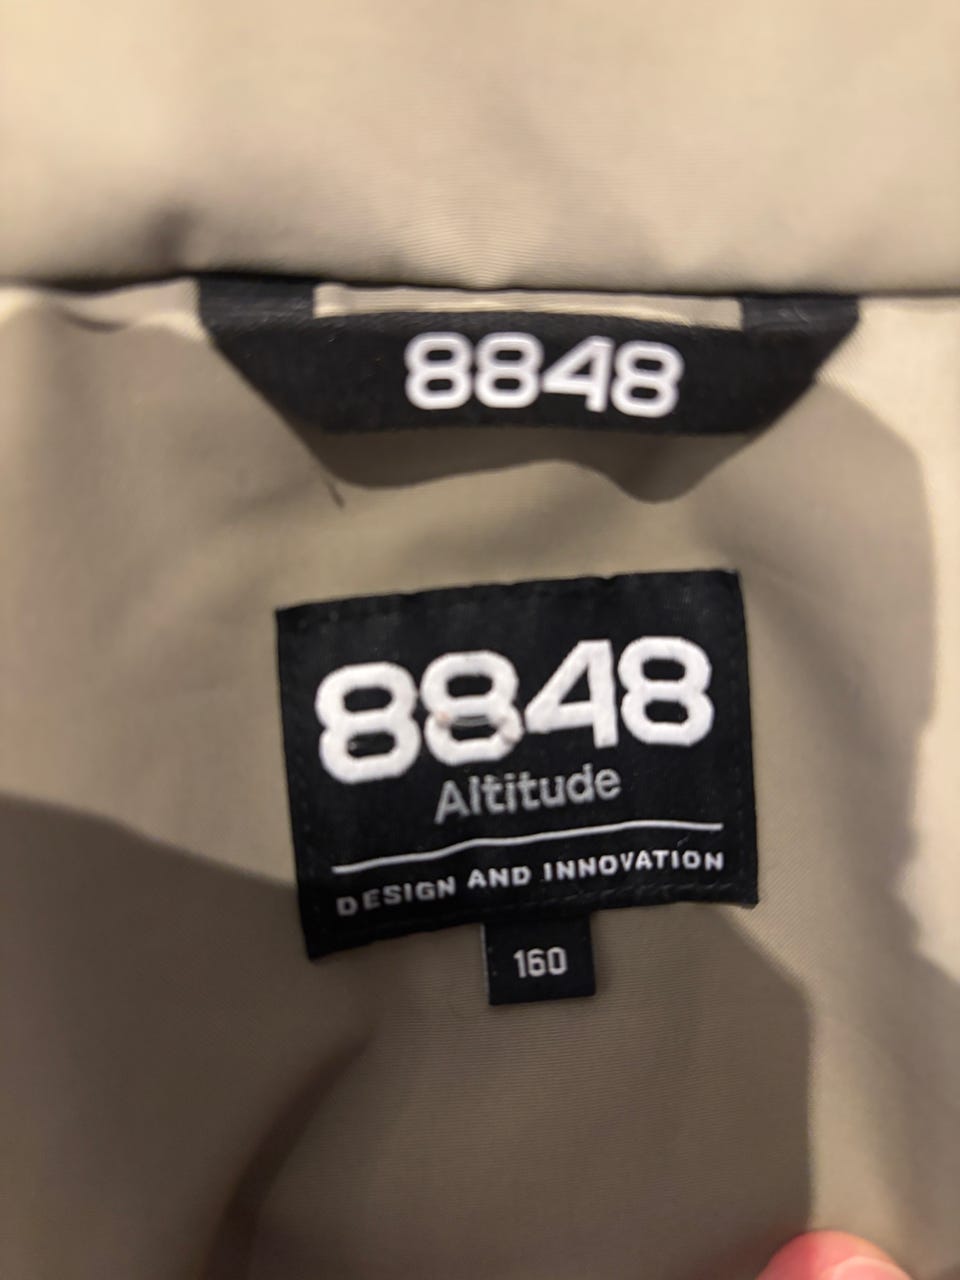 8848
8848
Altitude
DESIGN AND INNOVATION
160